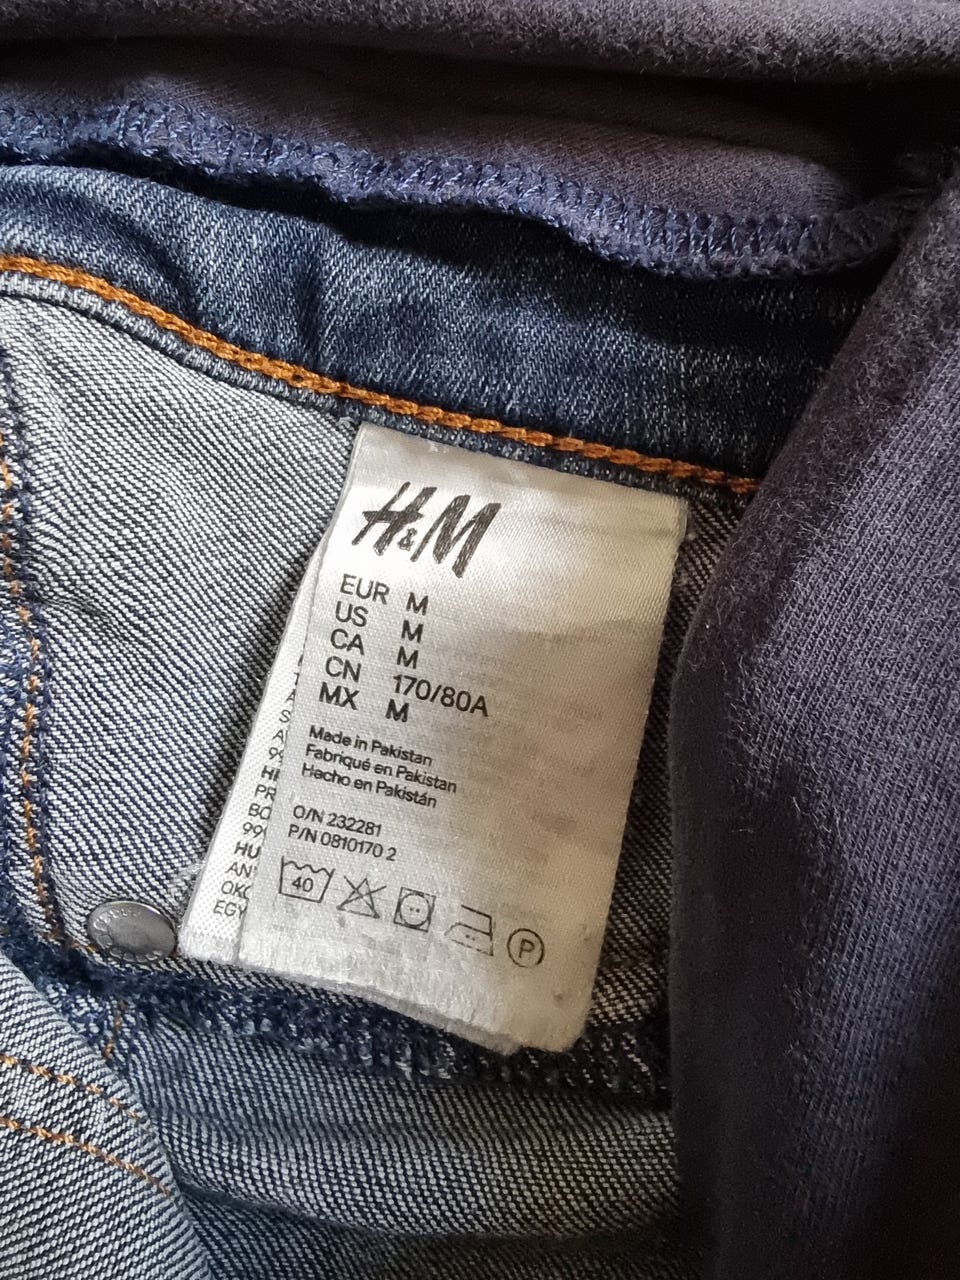 H&M
EUR M
US M
CA M
CN 170/80A
MX M
Made in Pakistan
Fabriqué en Pakistan
Hecho en Pakistán
O/N 232281
P/N 0810170 2
40
P